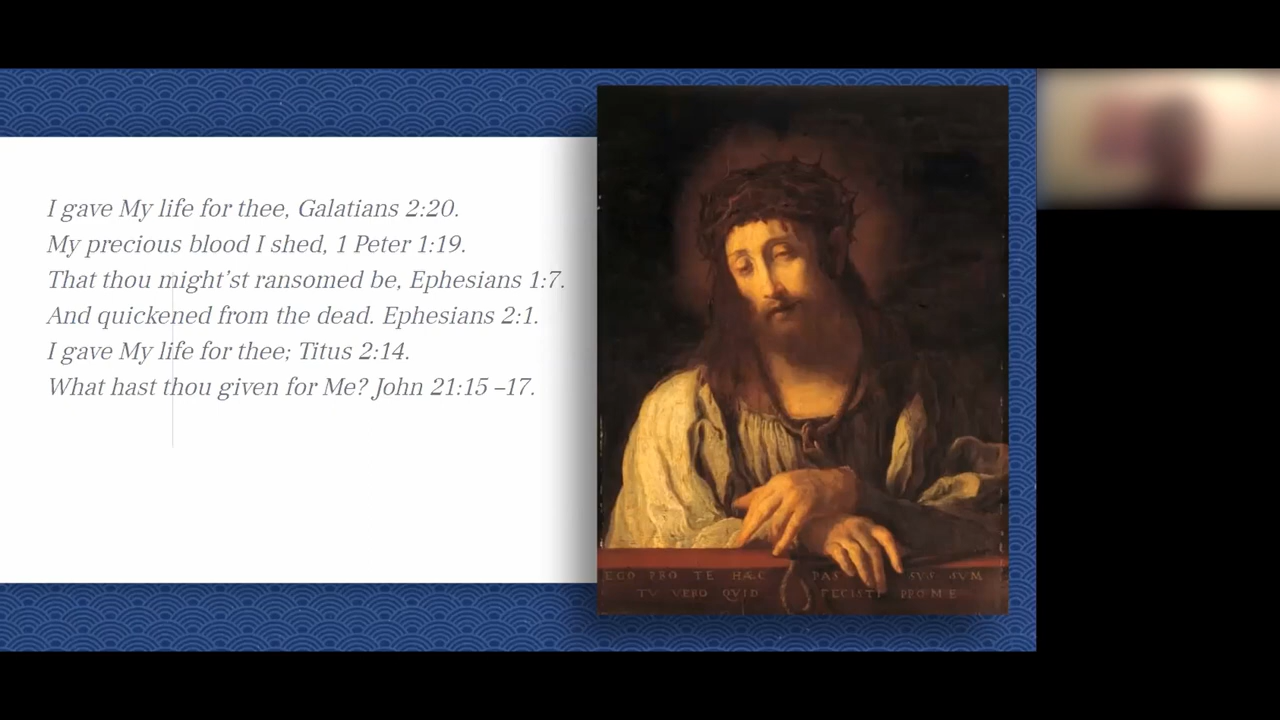 I gave My life for thee, Galatians 2:20.
My precious blood I shed, 1 Peter 1:19.
That thou might’st ransomed be, Ephesians 1:7.
And quickened from the dead. Ephesians 2:1.
I gave My life for thee; Titus 2:14.
What hast thou given for Me? John 21:15 –17.
EGO PRO TE HÆC PAS SVS SVM
TV VERO QVID FECISTI PRO ME